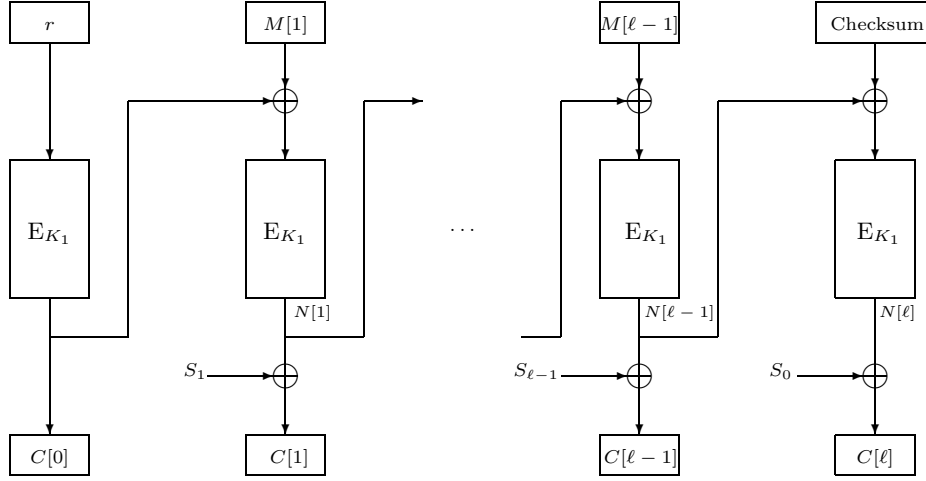 r M[1] M[ℓ − 1] Checksum
E_{K_1} E_{K_1} ... E_{K_1} E_{K_1}
N[1] N[ℓ − 1] N[ℓ]
S_1 S_{ℓ−1} S_0
C[0] C[1] C[ℓ − 1] C[ℓ]